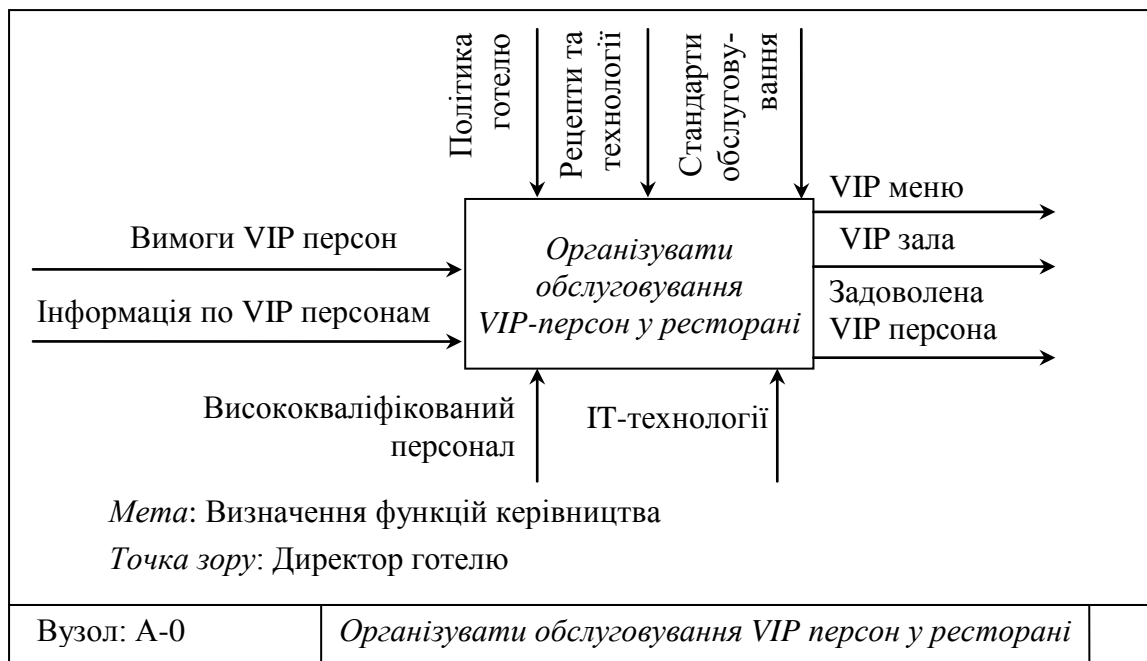 Політика
готелю
Рецепти та
технології
Стандарти
обслугову-
вання
Вимоги VIP персон
Інформація по VIP персонам
Організувати
обслуговування
VIP-персон у ресторані
VIP меню
VIP зала
Задоволена
VIP персона
Висококваліфікований
персонал
ІТ-технології
Мета: Визначення функцій керівництва
Точка зору: Директор готелю
Вузол: А-0
Організувати обслуговування VIP персон у ресторані